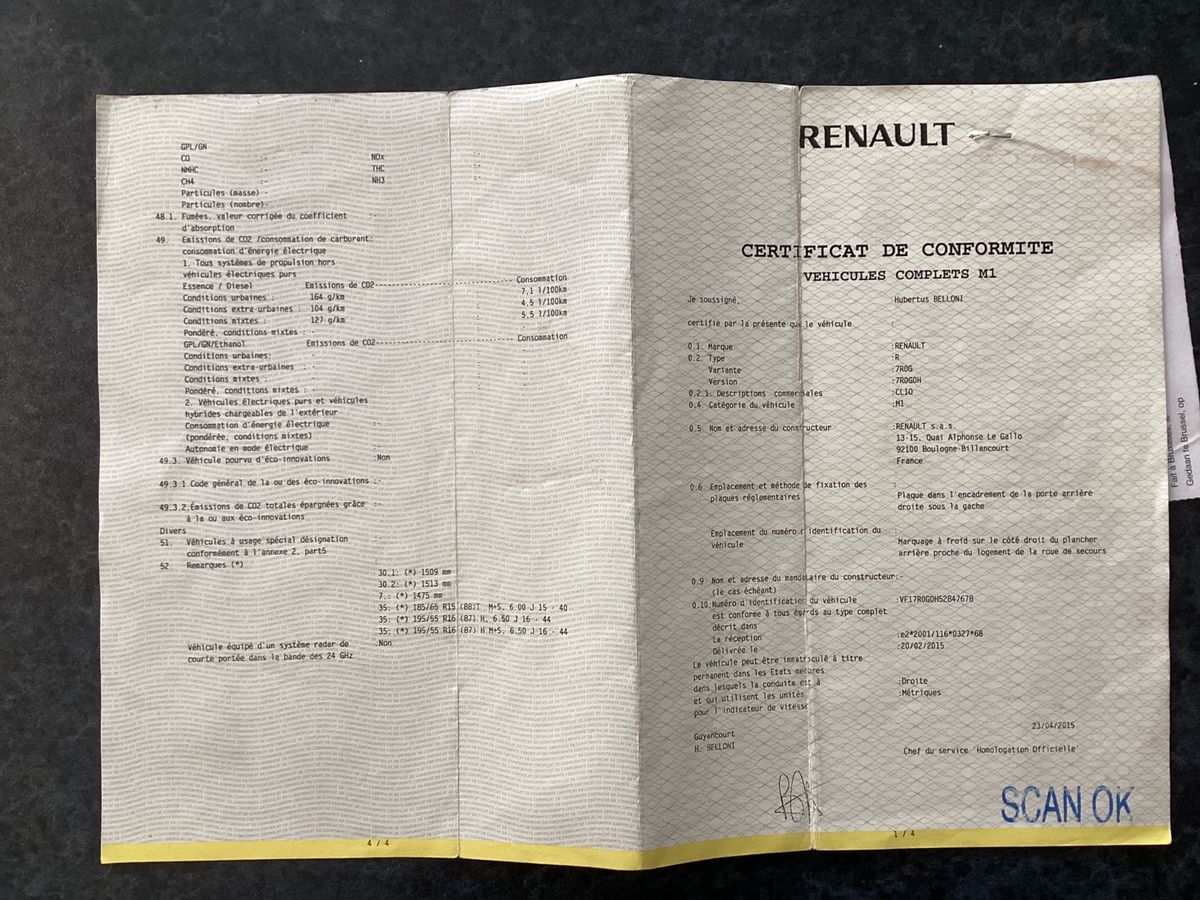 GPL/GN
CO :- NOx :-
NMHC :- THC :-
CH4 :- NH3 :-
Particules (masse) -
Particules (nombre)-
48.1. Fumées, valeur corrigée du coefficient :-
d'absorption
49. Emissions de CO2 /consommation de carburant:
consommation d'énergie électrique
1. Tous systèmes de propulsion hors
véhicules électriques purs
Essence / Diesel Emissions de CO2 Consommation
Conditions urbaines : 164 g/km 7.1 l/100km
Conditions extra-urbaines : 104 g/km 4.5 l/100km
Conditions mixtes : 127 g/km 5.5 l/100km
Pondéré, conditions mixtes : -
GPL/GN/Ethanol Emissions de CO2 Consommation
Conditions urbaines:
Conditions extra-urbaines : -
Conditions mixtes : -
Pondéré, conditions mixtes : -
2. Véhicules électriques purs et véhicules
hybrides chargeables de l'extérieur
Consommation d'énergie électrique :-
(pondérée, conditions mixtes)
Autonomie en mode électrique :-
49.3. Véhicule pourvu d'éco-innovations :Non
49.3.1 Code général de la ou des éco-innovations :-
49.3.2.Émissions de CO2 totales épargnées grâce :-
à la ou aux éco-innovations
Divers
51. Véhicules à usage spécial désignation :-
conformément à l'annexe 2. part5
52. Remarques (*) :
30.1: (*) 1509 mm
30.2: (*) 1513 mm
7.: (*) 1475 mm
35: (*) 185/65 R15 (88)T M+S, 6.00 J 15 - 40
35: (*) 195/55 R16 (87) H, 6.50 J 16 - 44
35: (*) 195/55 R16 (87) H M+S, 6.50 J 16 - 44
Véhicule équipé d'un système radar de :Non
courte portée dans la bande des 24 GHz
4 / 4
RENAULT
CERTIFICAT DE CONFORMITE
VEHICULES COMPLETS M1
Je soussigné, Hubertus BELLONI
certifie par la présente que le véhicule :
0.1. Marque :RENAULT
0.2. Type :R
Variante :7R0G
Version :7R0G0H
0.2.1. Descriptions commerciales :CLIO
0.4. Catégorie du véhicule :M1
0.5. Nom et adresse du constructeur :RENAULT s.a.s.
13-15, Quai Alphonse Le Gallo
92100 Boulogne-Billancourt
France
0.6. Emplacement et méthode de fixation des :
plaques réglementaires Plaque dans l'encadrement de la porte arrière
droite sous la gache
Emplacement du numéro d'identification du :
véhicule Marquage à froid sur le côté droit du plancher
arrière proche du logement de la roue de secours
0.9. Nom et adresse du mandataire du constructeur:-
(le cas échéant)
0.10.Numéro d'identification du véhicule :VF17R0G0H52847678
est conforme à tous égards au type complet
décrit dans
La réception :e2*2001/116*0327*68
Délivrée le :20/02/2015
Le véhicule peut être immatriculé à titre
permanent dans les Etats membres
dans lesquels la conduite est à :Droite
et qui utilisent les unités :Métriques
pour l'indicateur de vitesse
23/04/2015
Guyancourt
H. BELLONI Chef du service 'Homologation Officielle'
SCAN OK
1 / 4
Fait à Bruxelles, le
Gedaan te Brussel, op